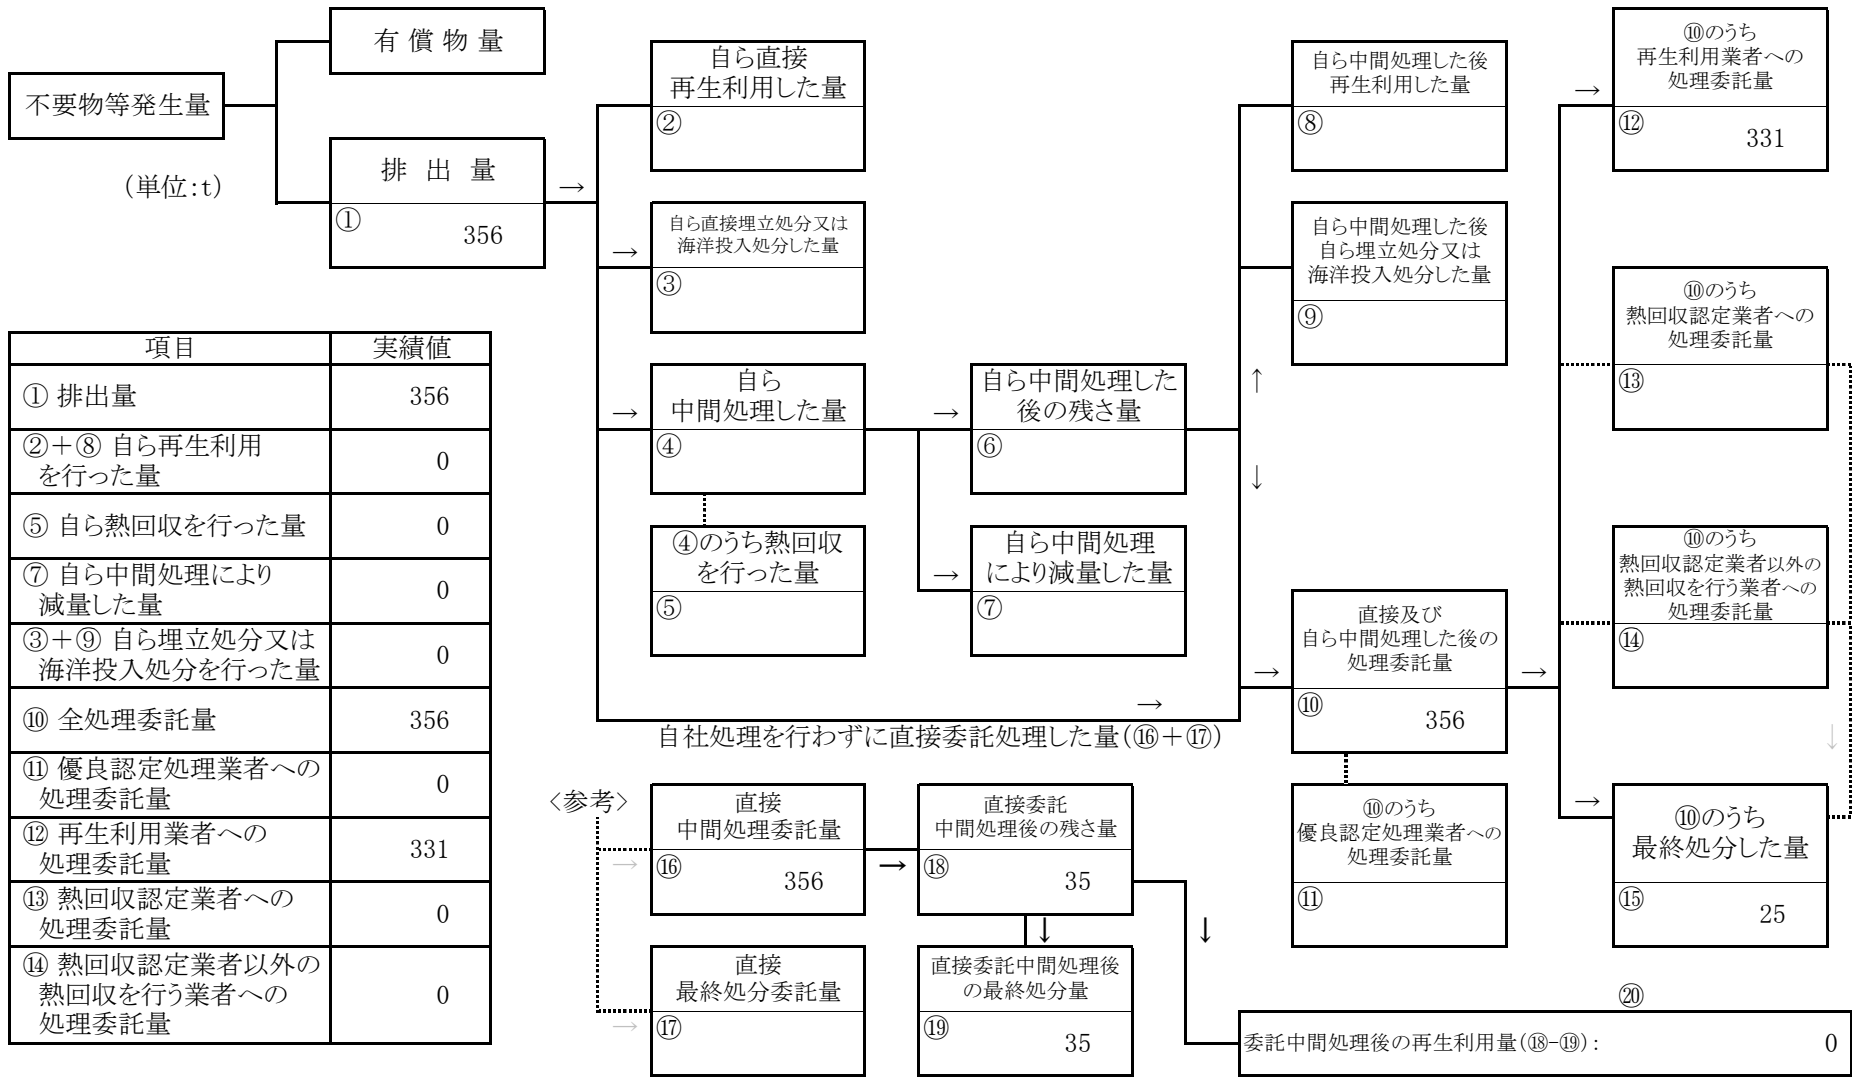 不要物等発生量
(単位:t)
有償物量
排出量
→
①
356
自ら直接
再生利用した量
②
→
自ら直接埋立処分又は
海洋投入処分した量
③
→
自ら
中間処理した量
④
④のうち熱回収
を行った量
⑤
→
自ら中間処理した
後の残さ量
⑥
→
自ら中間処理
により減量した量
⑦
→
自社処理を行わずに直接委託処理した量(⑯+⑰)
自ら中間処理した後
再生利用した量
⑧
自ら中間処理した後
自ら埋立処分又は
海洋投入処分した量
⑨
↑
↓
→
直接及び
自ら中間処理した後の
処理委託量
⑩
356
→
⑩のうち
優良認定処理業者への
処理委託量
⑪
→
⑩のうち
再生利用業者への
処理委託量
⑫
331
⑩のうち
熱回収認定業者への
処理委託量
⑬
⑩のうち
熱回収認定業者以外の
熱回収を行う業者への
処理委託量
⑭
↓
→
⑩のうち
最終処分した量
⑮
25
項目 実績値
① 排出量 356
②+⑧ 自ら再生利用
を行った量 0
⑤ 自ら熱回収を行った量 0
⑦ 自ら中間処理により
減量した量 0
③+⑨ 自ら埋立処分又は
海洋投入処分を行った量 0
⑩ 全処理委託量 356
⑪ 優良認定処理業者への
処理委託量 0
⑫ 再生利用業者への
処理委託量 331
⑬ 熱回収認定業者への
処理委託量 0
⑭ 熱回収認定業者以外の
熱回収を行う業者への
処理委託量 0
<参考>
→
直接
中間処理委託量
⑯
356
→
直接委託
中間処理後の残さ量
⑱
35
↓
↓
→
直接
最終処分委託量
⑰
直接委託中間処理後
の最終処分量
⑲
35
⑳
委託中間処理後の再生利用量(⑱-⑲): 0